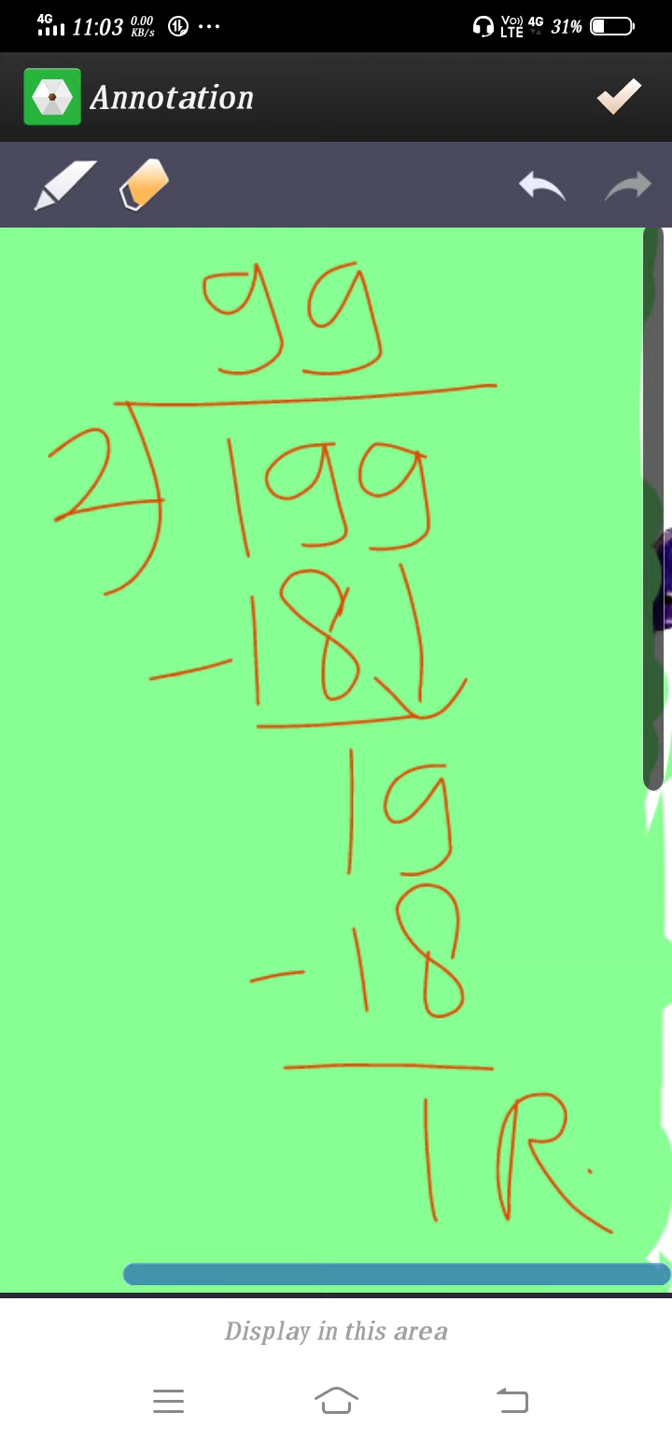 4G 11:03 0.00 KB/s ... Vo)) LTE 4G 31%
Annotation
99
2)199
-18
19
-18
1 R.
Display in this area